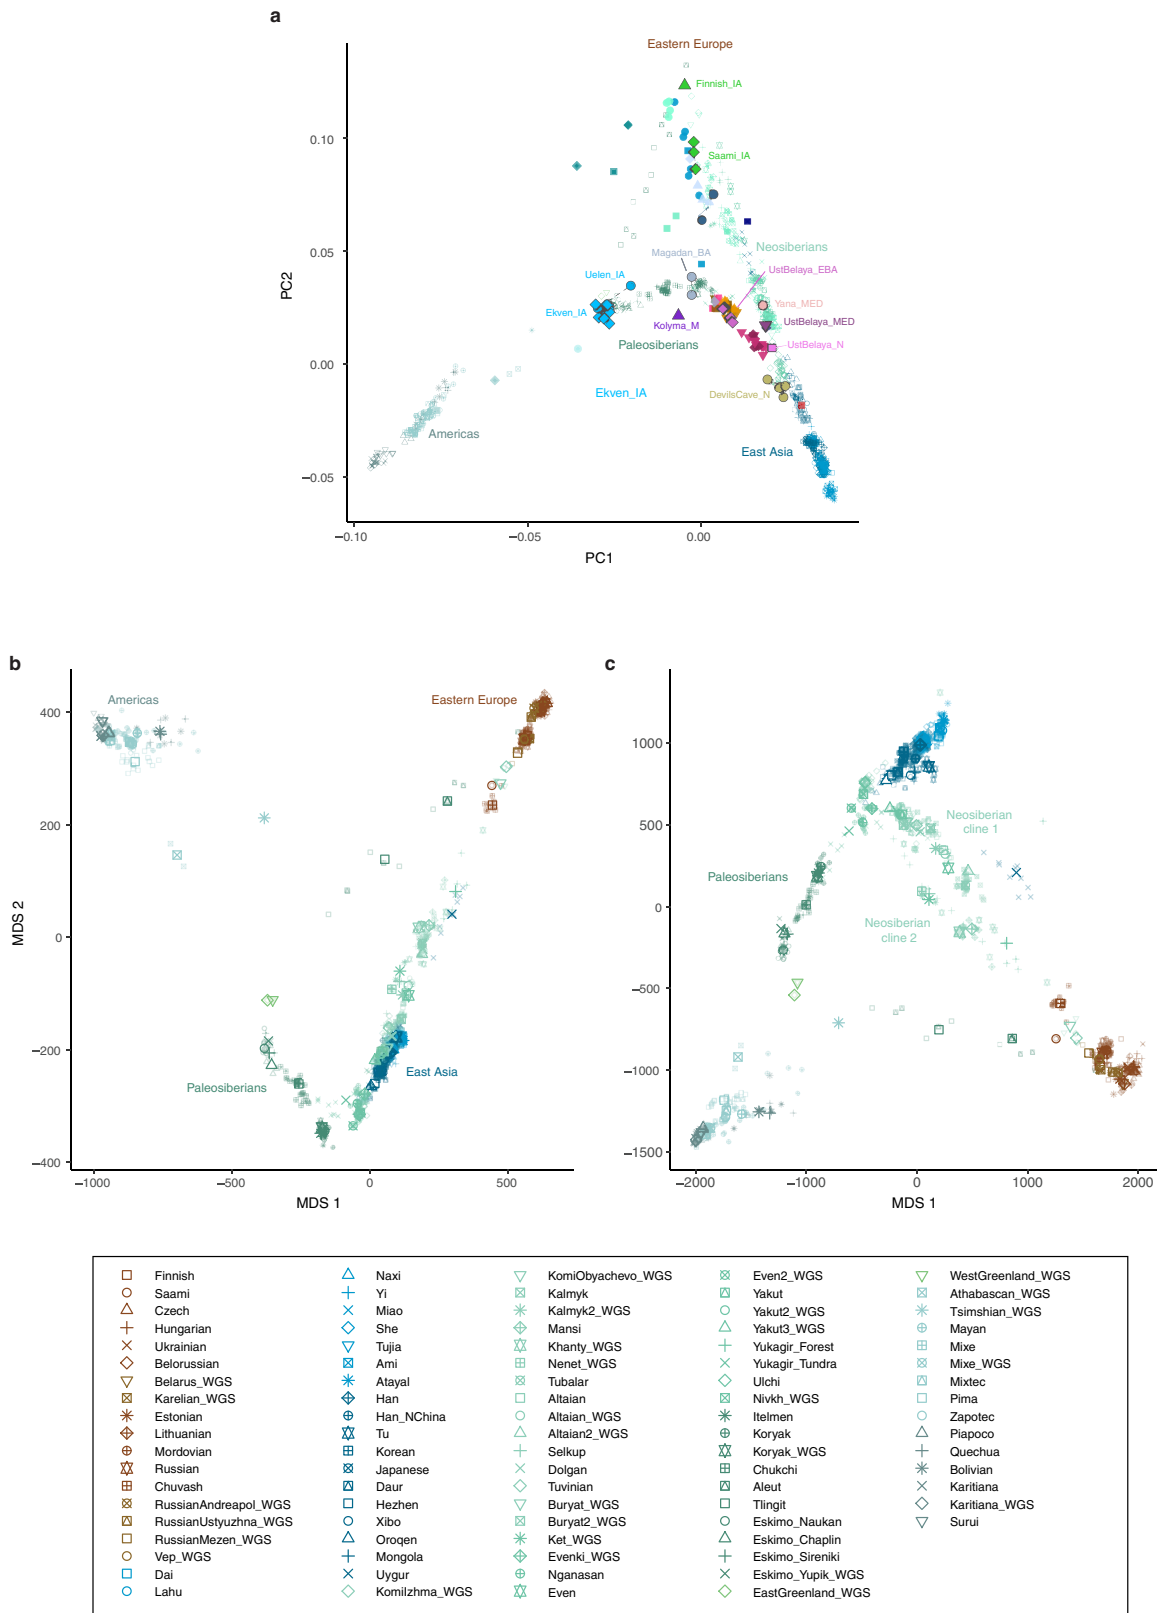 a
Eastern Europe
Finnish_IA
0.10
Saami_IA
0.05
Neosiberians
Magadan_BA
PC2
Uelen_IA
UstBelaya_EBA
Yana_MED
Ekven_IA
Kolyma_M
UstBelaya_MED
Paleosiberians
UstBelaya_N
0.00
Ekven_IA
DevilsCave_N
Americas
East Asia
−0.05
−0.10
−0.05
0.00
PC1
b
Americas
Eastern Europe
400
200
MDS 2
0
−200
East Asia
Paleosiberians
−400
−1000
−500
0
500
MDS 1
c
1000
Neosiberian
cline 1
500
Paleosiberians
Neosiberian
cline 2
0
−500
−1000
−1500
−2000
−1000
0
1000
2000
MDS 1
Finnish
Saami
Czech
Hungarian
Ukrainian
Belorussian
Belarus_WGS
Karelian_WGS
Estonian
Lithuanian
Mordovian
Russian
Chuvash
RussianAndreapol_WGS
RussianUstyuzhna_WGS
RussianMezen_WGS
Vep_WGS
Dai
Lahu
Naxi
Yi
Miao
She
Tujia
Ami
Atayal
Han
Han_NChina
Tu
Korean
Japanese
Daur
Hezhen
Xibo
Oroqen
Mongola
Uygur
KomiIzhma_WGS
KomiObyachevo_WGS
Kalmyk
Kalmyk2_WGS
Mansi
Khanty_WGS
Nenet_WGS
Tubalar
Altaian
Altaian_WGS
Altaian2_WGS
Selkup
Dolgan
Tuvinian
Buryat_WGS
Buryat2_WGS
Ket_WGS
Evenki_WGS
Nganasan
Even
Even2_WGS
Yakut
Yakut2_WGS
Yakut3_WGS
Yukagir_Forest
Yukagir_Tundra
Ulchi
Nivkh_WGS
Itelmen
Koryak
Koryak_WGS
Chukchi
Aleut
Tlingit
Eskimo_Naukan
Eskimo_Chaplin
Eskimo_Sireniki
Eskimo_Yupik_WGS
EastGreenland_WGS
WestGreenland_WGS
Athabascan_WGS
Tsimshian_WGS
Mayan
Mixe
Mixe_WGS
Mixtec
Pima
Zapotec
Piapoco
Quechua
Bolivian
Karitiana
Karitiana_WGS
Surui